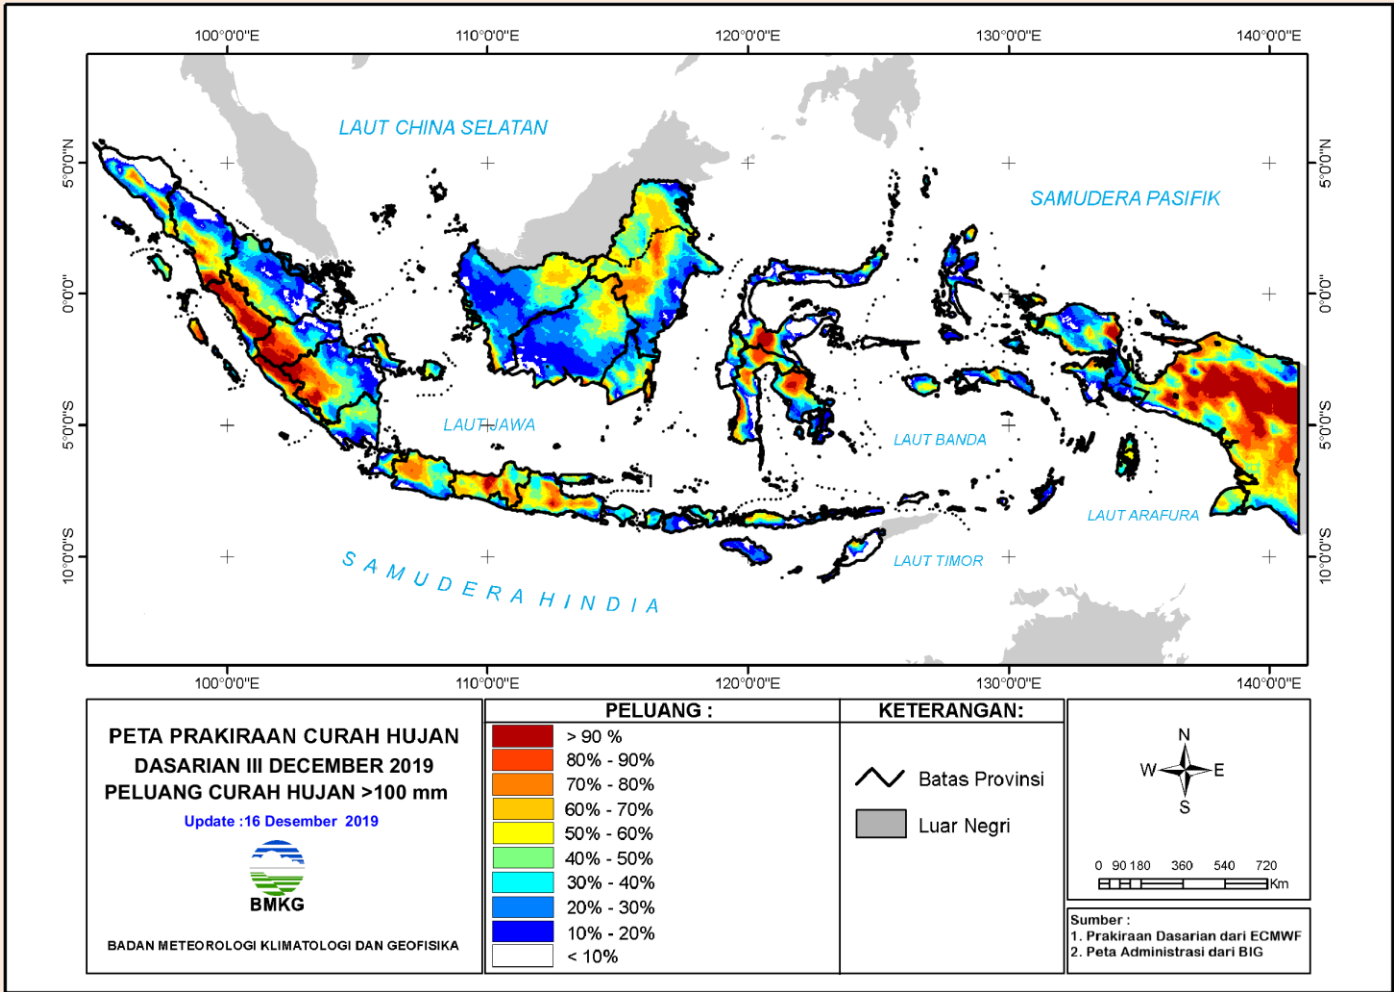 100°0'0"E 110°0'0"E 120°0'0"E 130°0'0"E 140°0'0"E
LAUT CHINA SELATAN
5°0'0"N 5°0'0"N
SAMUDERA PASIFIK
0°0'0" 0°0'0"
LAUT JAWA
5°0'0"S 5°0'0"S
LAUT BANDA
LAUT ARAFURA
10°0'0"S 10°0'0"S
LAUT TIMOR
SAMUDERA HINDIA
100°0'0"E 110°0'0"E 120°0'0"E 130°0'0"E 140°0'0"E
PETA PRAKIRAAN CURAH HUJAN
DASARIAN III DECEMBER 2019
PELUANG CURAH HUJAN >100 mm
Update :16 Desember 2019
BMKG
BADAN METEOROLOGI KLIMATOLOGI DAN GEOFISIKA
PELUANG :
> 90 %
80% - 90%
70% - 80%
60% - 70%
50% - 60%
40% - 50%
30% - 40%
20% - 30%
10% - 20%
< 10%
KETERANGAN:
Batas Provinsi
Luar Negri
N
W E
S
0 90 180 360 540 720
Km
Sumber :
1. Prakiraan Dasarian dari ECMWF
2. Peta Administrasi dari BIG